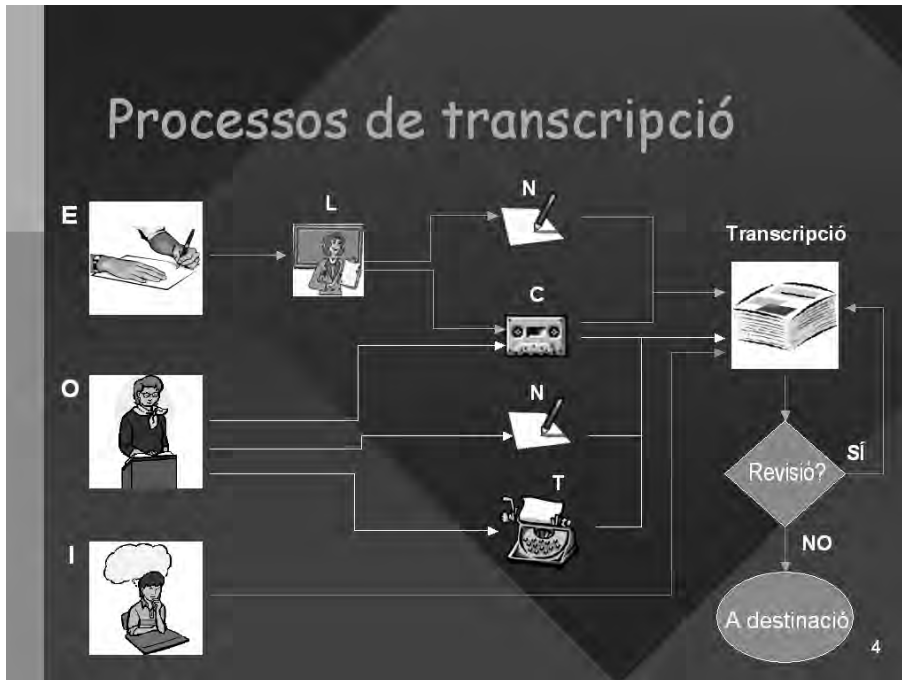 Processos de transcripció
E
L
N
Transcripció
C
O
N
T
Revisió?
SÍ
I
NO
A destinació
4